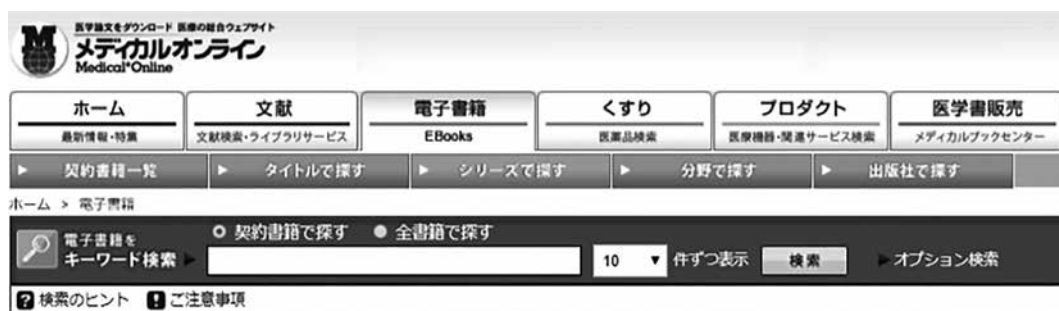 医学論文をダウンロード 医療の総合ウェブサイト
メディカルオンライン
Medical*Online
ホーム 文献 電子書籍 くすり プロダクト 医学書販売
最新情報・特集 文献検索・ライブラリサービス EBooks 医薬品検索 医療機器・関連サービス検索 メディカルブックセンター
▶ 契約書籍一覧 ▶ タイトルで探す ▶ シリーズで探す ▶ 分野で探す ▶ 出版社で探す
ホーム > 電子書籍
電子書籍を 契約書籍で探す 全書籍で探す
キーワード検索 10 ▼ 件ずつ表示 検索 オプション検索
? 検索のヒント ! ご注意事項